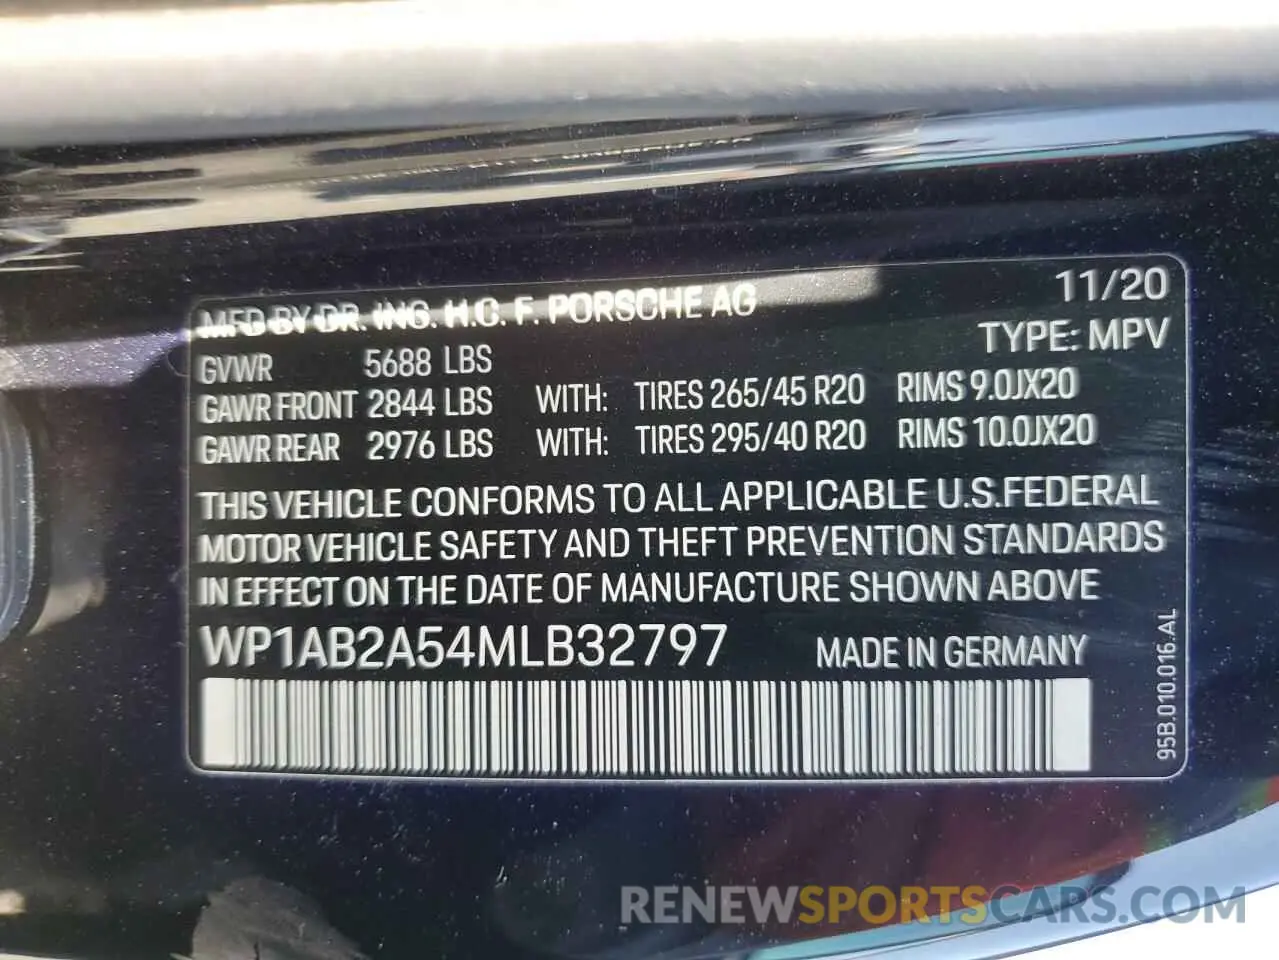 MFD BY DR. ING. H.C. F. PORSCHE AG 11/20
TYPE: MPV
GVWR 5688 LBS
GAWR FRONT 2844 LBS WITH: TIRES 265/45 R20 RIMS 9.0JX20
GAWR REAR 2976 LBS WITH: TIRES 295/40 R20 RIMS 10.0JX20
THIS VEHICLE CONFORMS TO ALL APPLICABLE U.S.FEDERAL
MOTOR VEHICLE SAFETY AND THEFT PREVENTION STANDARDS
IN EFFECT ON THE DATE OF MANUFACTURE SHOWN ABOVE
WP1AB2A54MLB32797 MADE IN GERMANY
95B.010.016.AL
RENEWSPORTSCARS.COM